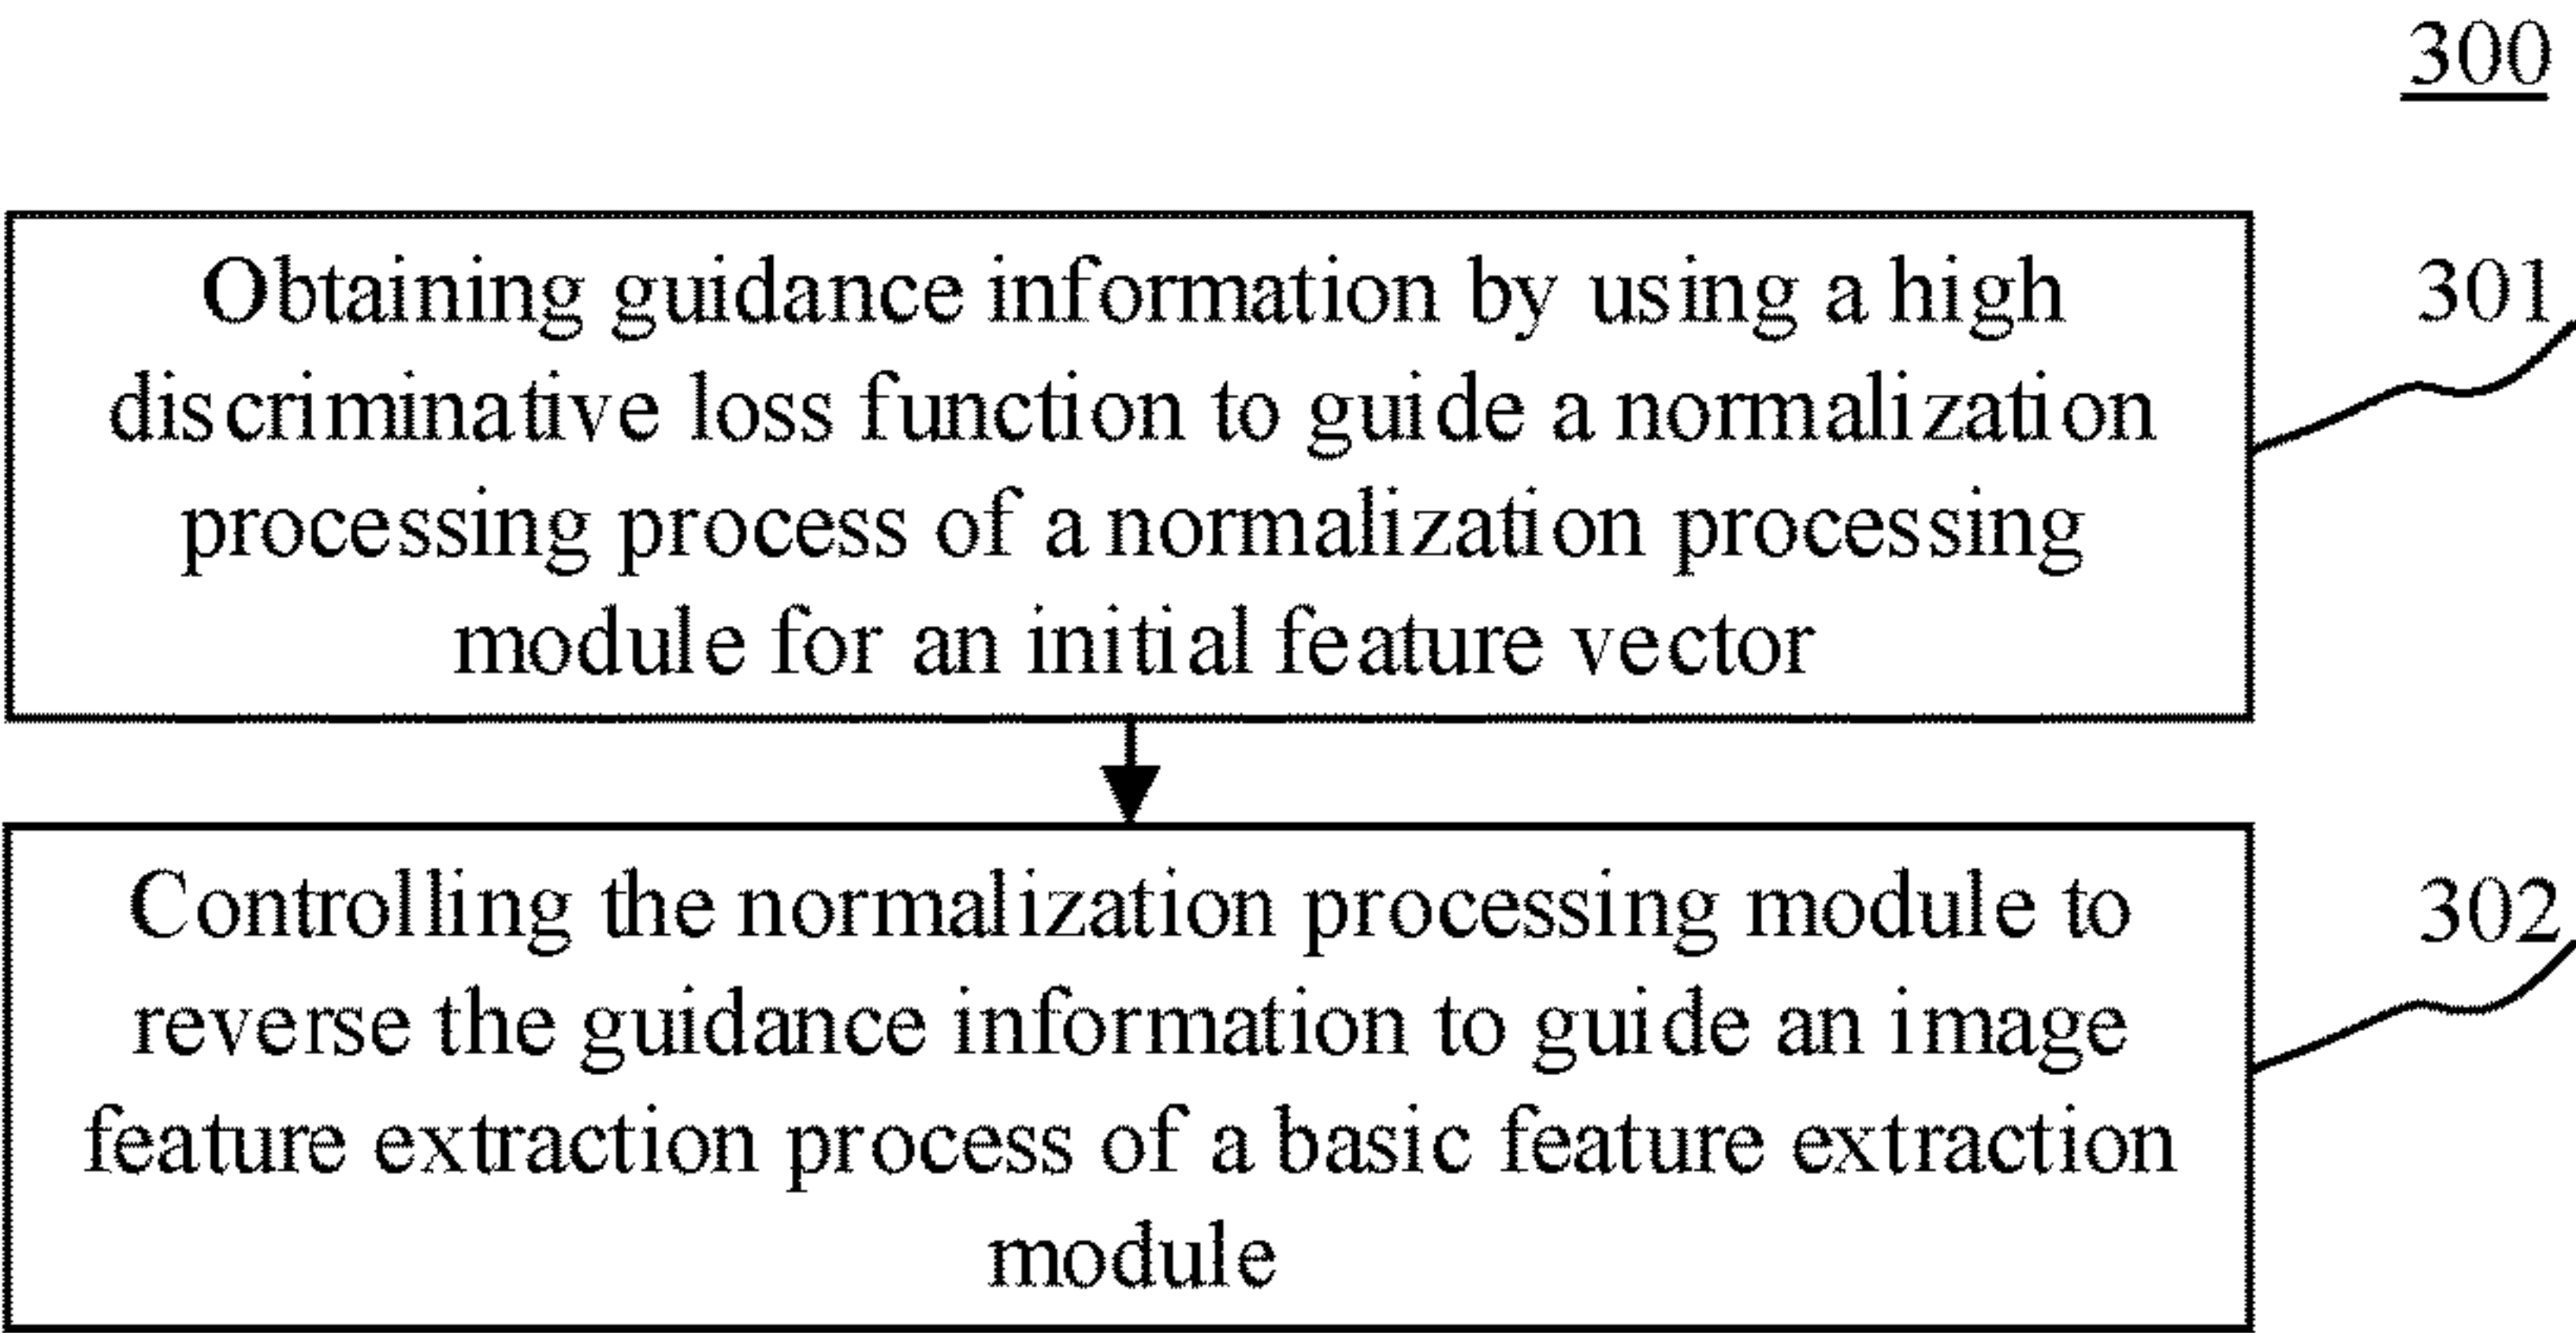 300
Obtaining guidance information by using a high
301
discriminative loss function to guide a normalization
processing process of a normalization processing
module for an initial feature vector
Controlling the normalization processing module to
302
reverse the guidance information to guide an image
feature extraction process of a basic feature extraction
module